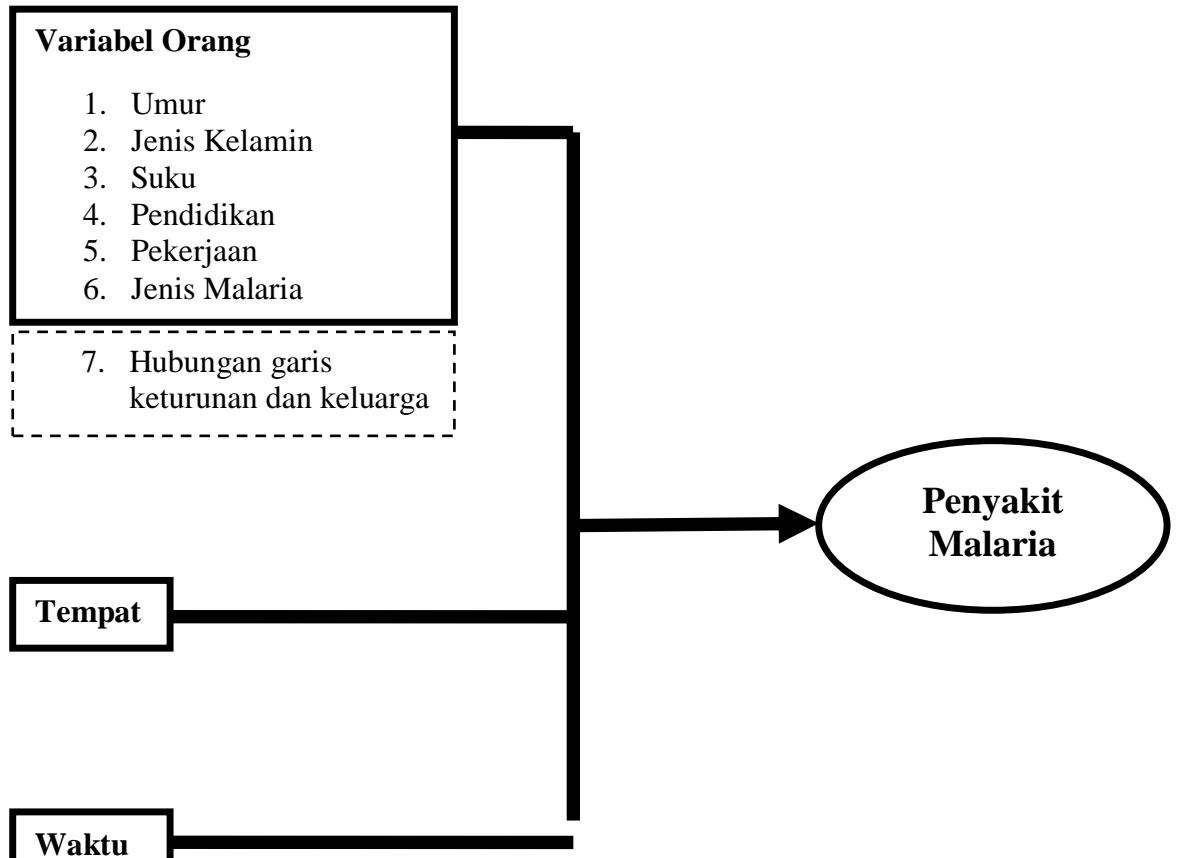 Variabel Orang
1. Umur
2. Jenis Kelamin
3. Suku
4. Pendidikan
5. Pekerjaan
6. Jenis Malaria
7. Hubungan garis
keturunan dan keluarga
Penyakit
Malaria
Tempat
Waktu